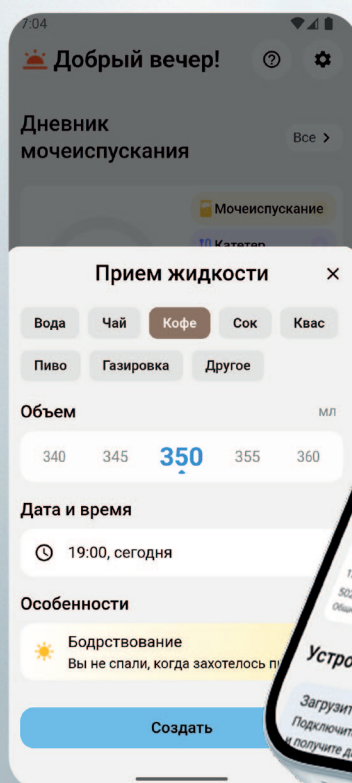 7:04
Добрый вечер!
Дневник
мочеиспускания
Все >
Мочеиспускание
Катетер
Прием жидкости
Вода Чай Кофе Сок Квас
Пиво Газировка Другое
Объем мл
340 345 350 355 360
Дата и время
19:00, сегодня
Особенности
Бодрствование
Вы не спали, когда захотелось
Создать
502
Устро
Загрузит
Подключит
и получите